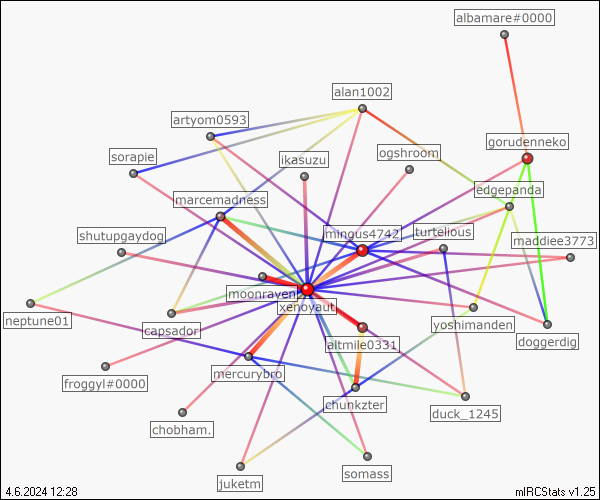 albamare#0000
alan1002
artyom0593
gorudenneko
ogshroom
sorapie
ikasuzu
edgepanda
marcemadness
minous4742
turtelious
shutupgaydog
maddiee3773
moonraven
xenoyaut
neptune01
capsador
yoshimanden
doggerdig
altmile0331
mercurybro
froggyl#0000
chunkzter
duck_1245
chobham.
somass
juketm
4.6.2024 12:28
mIRCStats v1.25